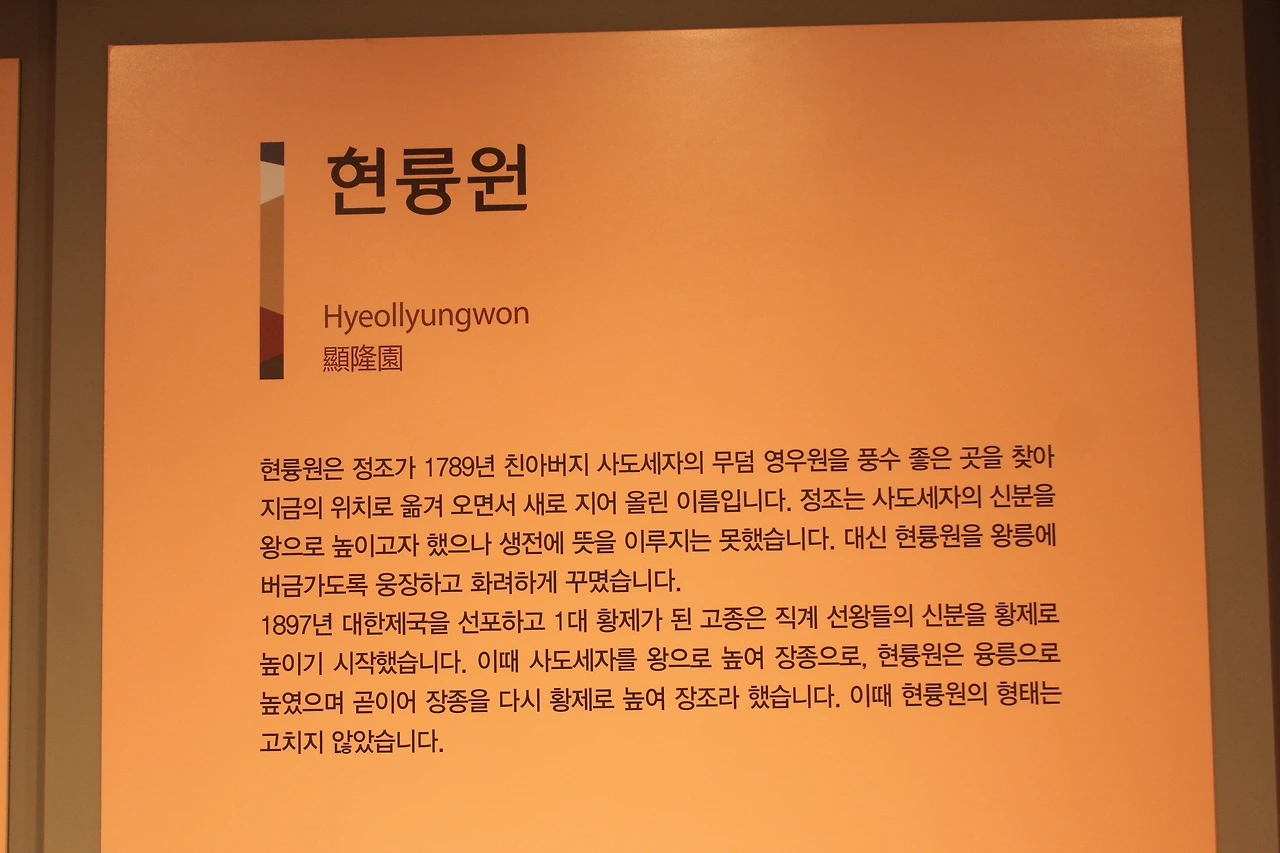 현륭원
Hyeollyungwon
顯隆園
현륭원은 정조가 1789년 친아버지 사도세자의 무덤 영우원을 풍수 좋은 곳을 찾아
지금의 위치로 옮겨 오면서 새로 지어 올린 이름입니다. 정조는 사도세자의 신분을
왕으로 높이고자 했으나 생전에 뜻을 이루지는 못했습니다. 대신 현륭원을 왕릉에
버금가도록 웅장하고 화려하게 꾸몄습니다.
1897년 대한제국을 선포하고 1대 황제가 된 고종은 직계 선왕들의 신분을 황제로
높이기 시작했습니다. 이때 사도세자를 왕으로 높여 장종으로, 현륭원은 융릉으로
높였으며 곧이어 장종을 다시 황제로 높여 장조라 했습니다. 이때 현륭원의 형태는
고치지 않았습니다.